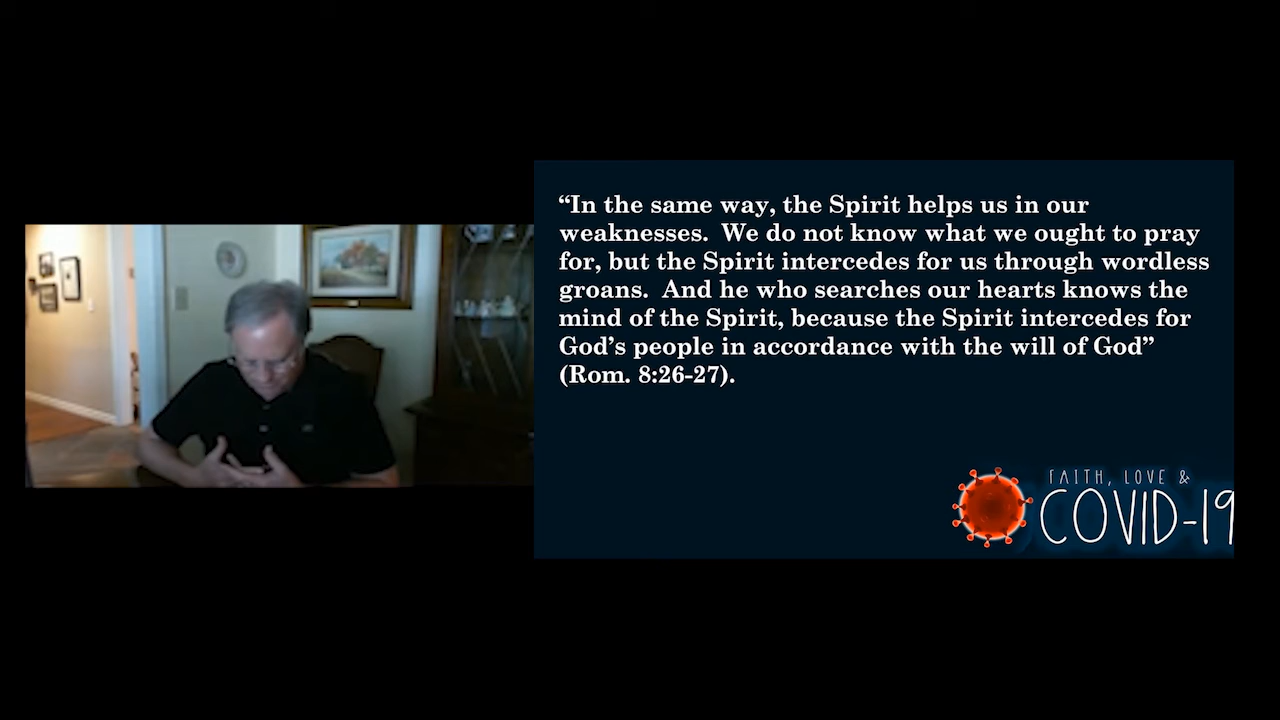 “In the same way, the Spirit helps us in our
weaknesses.  We do not know what we ought to pray
for, but the Spirit intercedes for us through wordless
groans.  And he who searches our hearts knows the
mind of the Spirit, because the Spirit intercedes for
God’s people in accordance with the will of God”
(Rom. 8:26-27).
FAITH, LOVE &
COVID-19